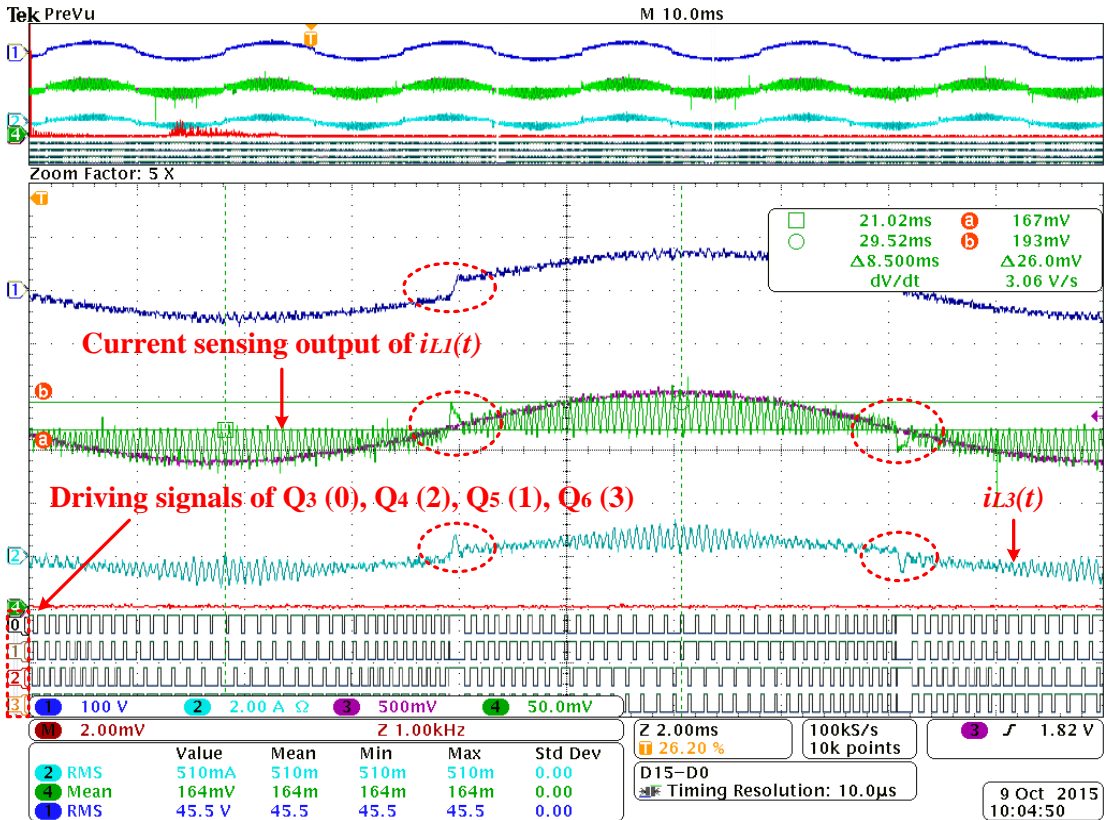 Tek PreVu M 10.0ms
T
1
2
4
Zoom Factor: 5 X
T
21.02ms a 167mV
29.52ms b 193mV
Δ8.500ms Δ26.0mV
dV/dt 3.06 V/s
1
Current sensing output of iL1(t)
b
a
Driving signals of Q3 (0), Q4 (2), Q5 (1), Q6 (3)
iL3(t)
2
4
0
1
2
3
1 100 V 2 2.00 A Ω 3 500mV 4 50.0mV
M 2.00mV Z 1.00kHz
Z 2.00ms
T 26.20 %
100kS/s
10k points
3 ʃ 1.82 V
Value Mean Min Max Std Dev
2 RMS 510mA 510m 510m 510m 0.00
4 Mean 164mV 164m 164m 164m 0.00
1 RMS 45.5 V 45.5 45.5 45.5 0.00
D15-D0
Timing Resolution: 10.0µs
9 Oct 2015
10:04:50